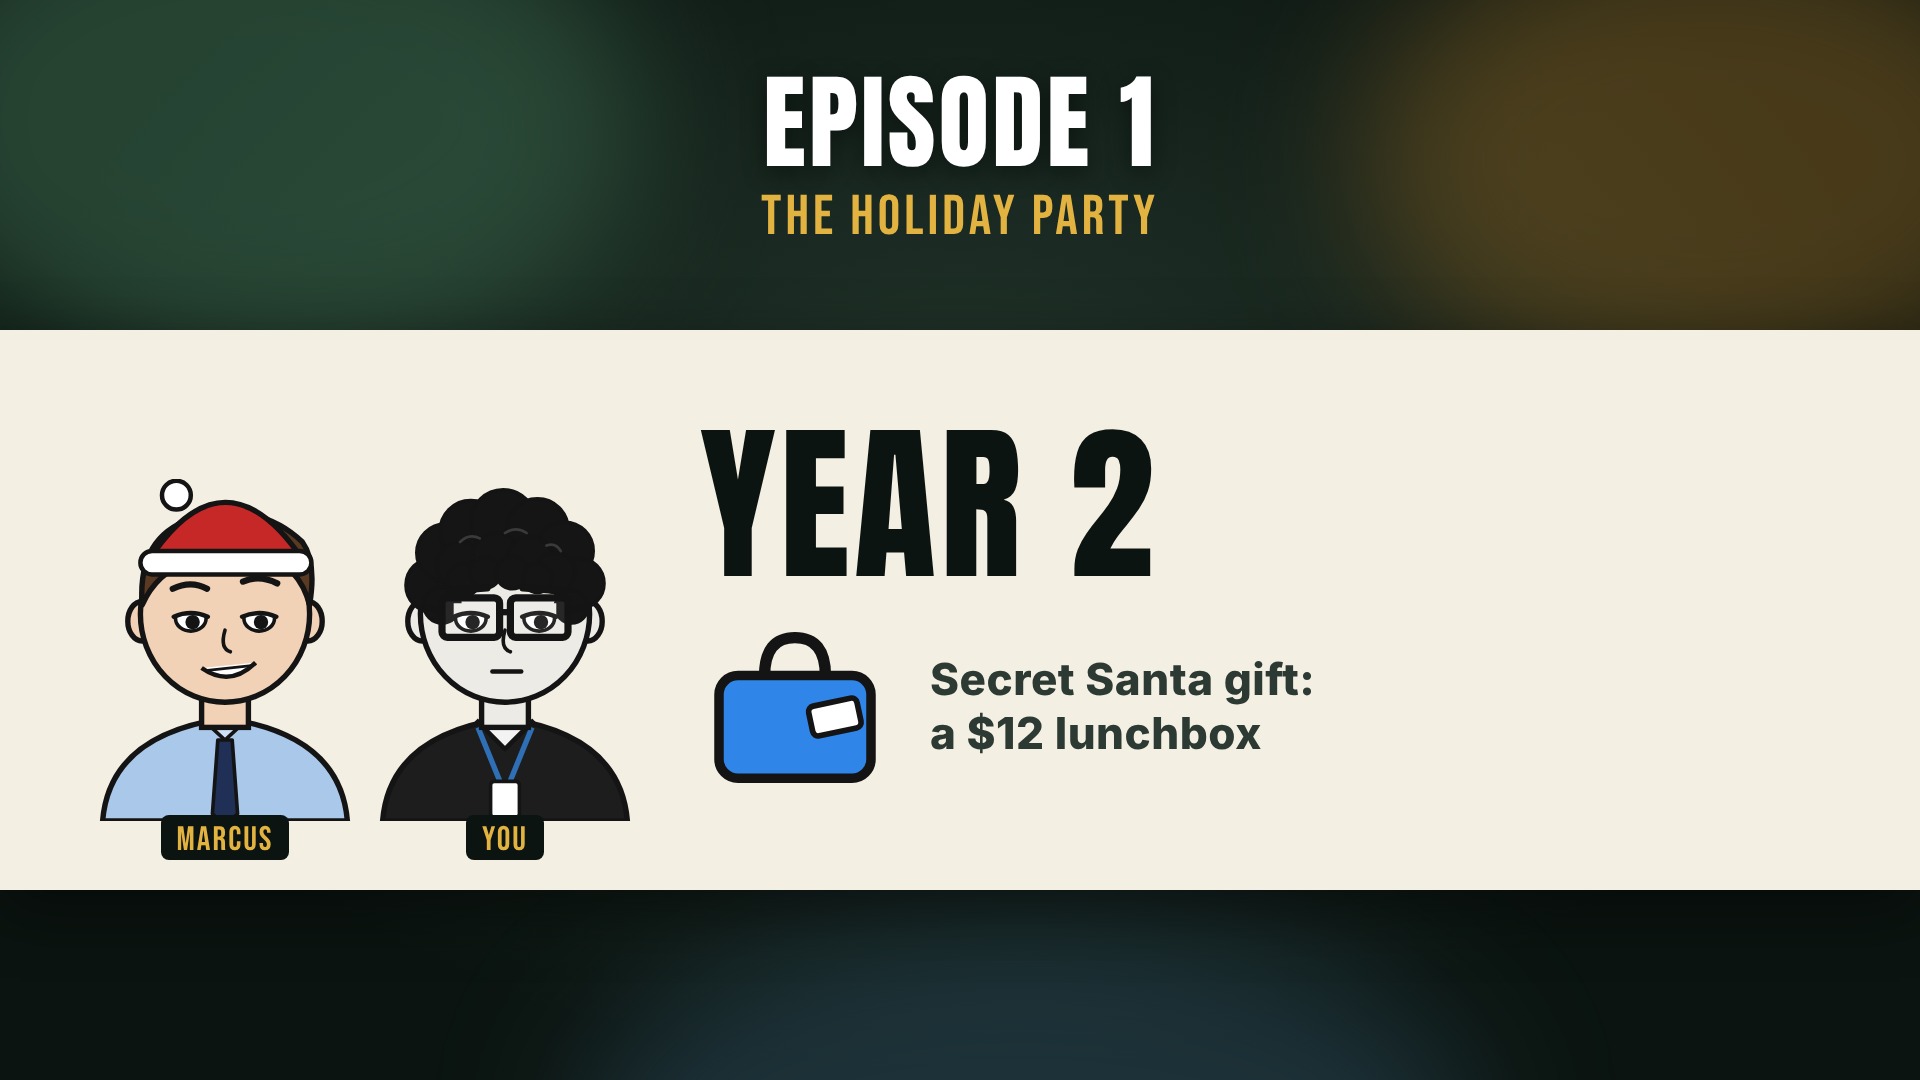 EPISODE 1
THE HOLIDAY PARTY
YEAR 2
Secret Santa gift:
a $12 lunchbox
MARCUS
YOU